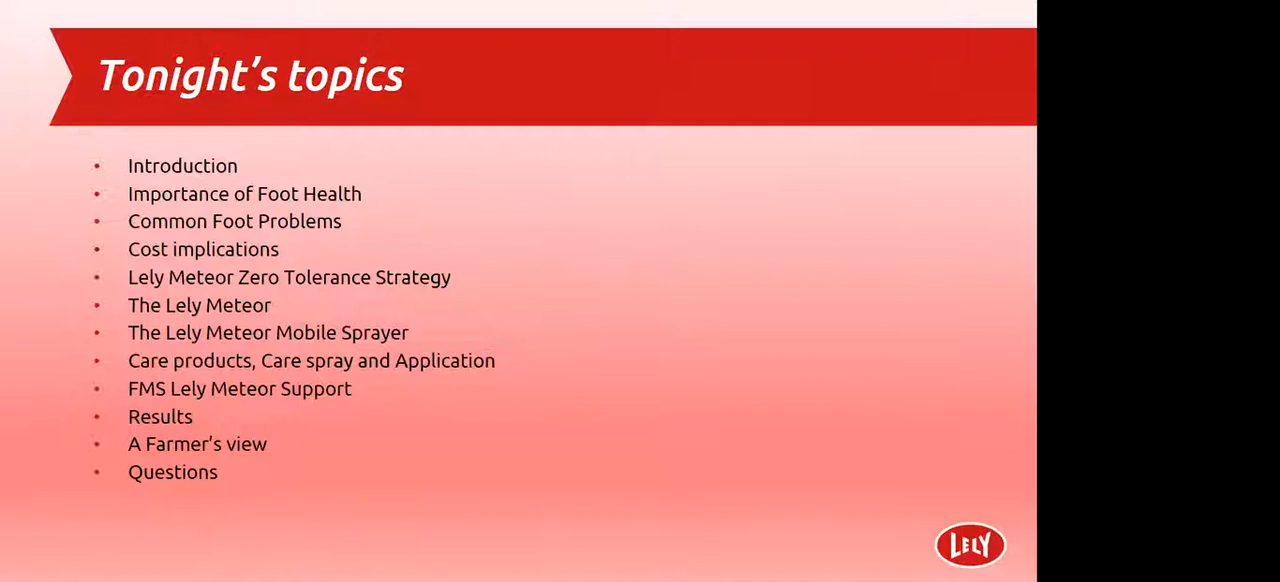 Tonight’s topics
• Introduction
• Importance of Foot Health
• Common Foot Problems
• Cost implications
• Lely Meteor Zero Tolerance Strategy
• The Lely Meteor
• The Lely Meteor Mobile Sprayer
• Care products, Care spray and Application
• FMS Lely Meteor Support
• Results
• A Farmer’s view
• Questions
LELY